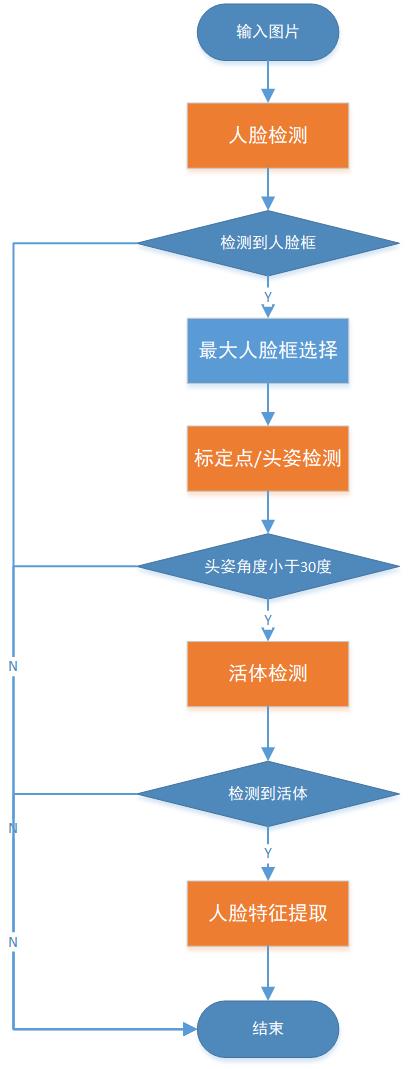 输入图片
人脸检测
检测到人脸框
Y
最大人脸框选择
标定点/头姿检测
头姿角度小于30度
Y
N
活体检测
检测到活体
N
Y
人脸特征提取
N
结束